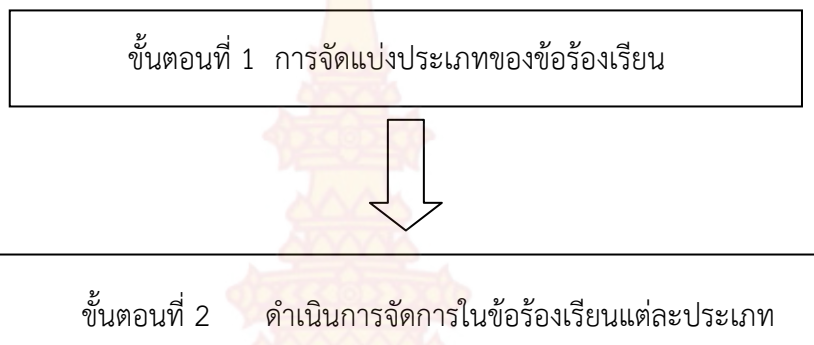 ขั้นตอนที่ 1 การจัดแบ่งประเภทของข้อร้องเรียน
ขั้นตอนที่ 2 ดำเนินการจัดการในข้อร้องเรียนแต่ละประเภท